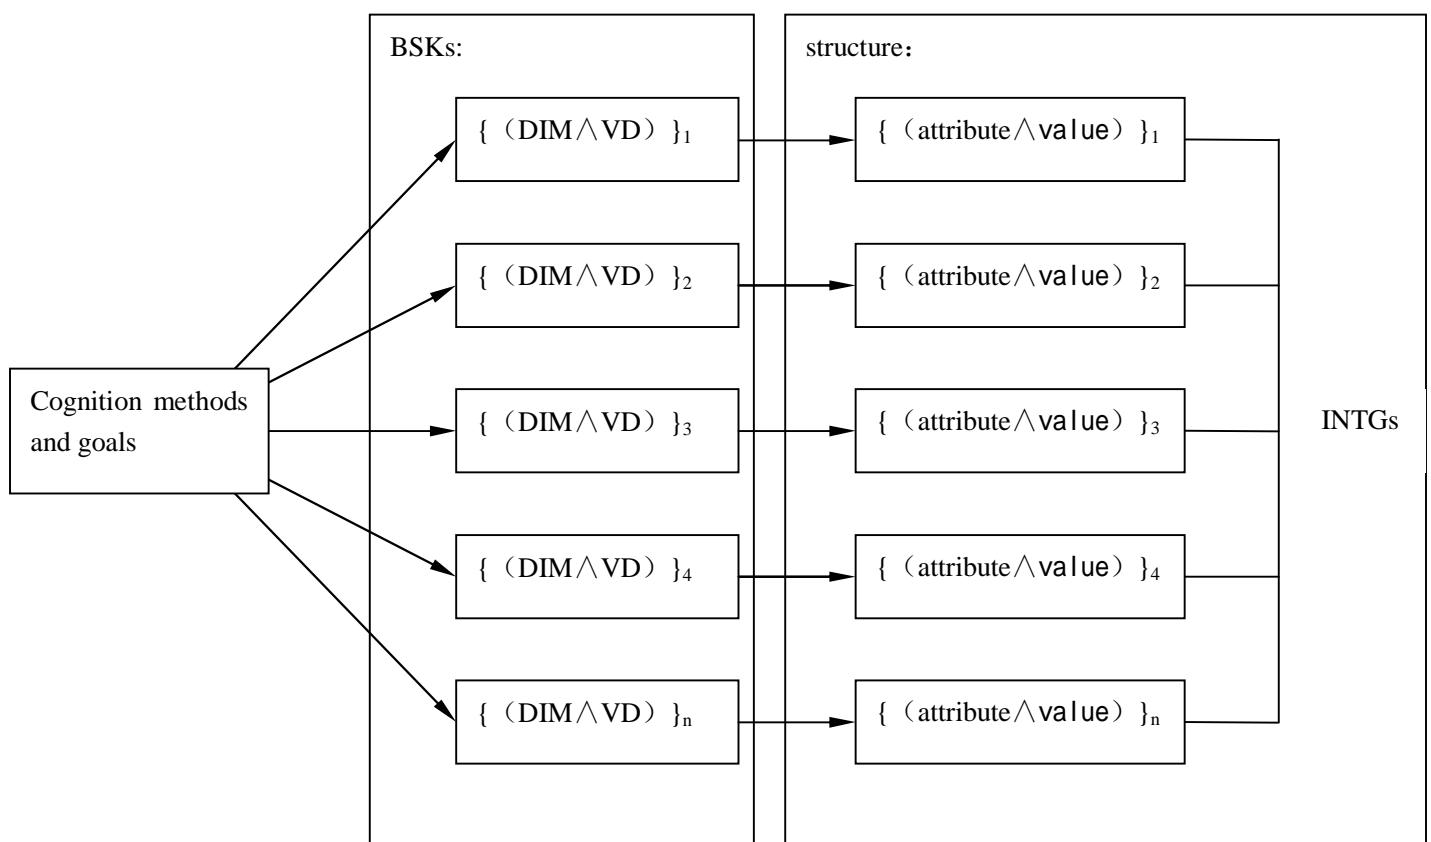 BSKs:
structure：
{（DIM∧VD）}1
{（attribute∧value）}1
{（DIM∧VD）}2
{（attribute∧value）}2
Cognition methods
and goals
{（DIM∧VD）}3
{（attribute∧value）}3
INTGs
{（DIM∧VD）}4
{（attribute∧value）}4
{（DIM∧VD）}n
{（attribute∧value）}n